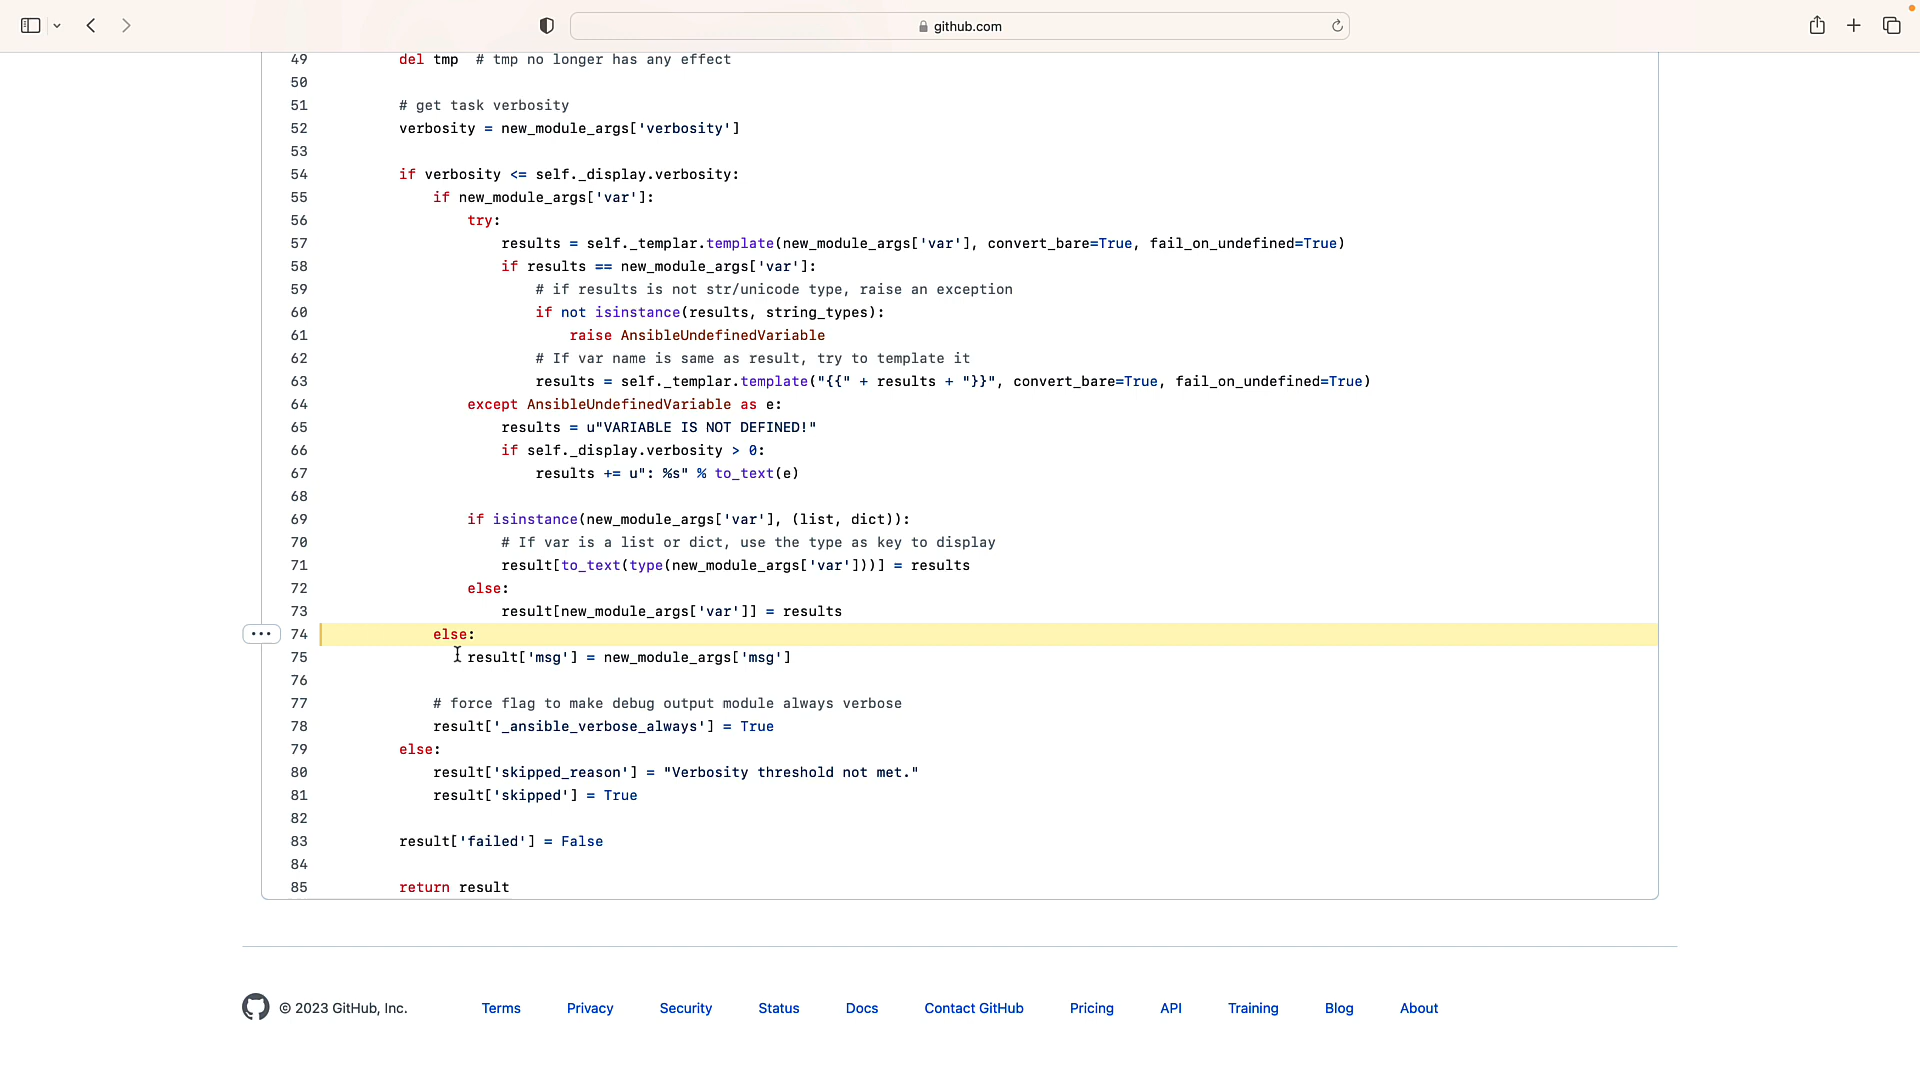 github.com
49 del tmp # tmp no longer has any effect
50
51 # get task verbosity
52 verbosity = new_module_args['verbosity']
53
54 if verbosity <= self._display.verbosity:
55 if new_module_args['var']:
56 try:
57 results = self._templar.template(new_module_args['var'], convert_bare=True, fail_on_undefined=True)
58 if results == new_module_args['var']:
59 # if results is not str/unicode type, raise an exception
60 if not isinstance(results, string_types):
61 raise AnsibleUndefinedVariable
62 # If var name is same as result, try to template it
63 results = self._templar.template("{{" + results + "}}", convert_bare=True, fail_on_undefined=True)
64 except AnsibleUndefinedVariable as e:
65 results = u"VARIABLE IS NOT DEFINED!"
66 if self._display.verbosity > 0:
67 results += u": %s" % to_text(e)
68
69 if isinstance(new_module_args['var'], (list, dict)):
70 # If var is a list or dict, use the type as key to display
71 result[to_text(type(new_module_args['var']))] = results
72 else:
73 result[new_module_args['var']] = results
74 else:
75 result['msg'] = new_module_args['msg']
76
77 # force flag to make debug output module always verbose
78 result['_ansible_verbose_always'] = True
79 else:
80 result['skipped_reason'] = "Verbosity threshold not met."
81 result['skipped'] = True
82
83 result['failed'] = False
84
85 return result
© 2023 GitHub, Inc. Terms Privacy Security Status Docs Contact GitHub Pricing API Training Blog About